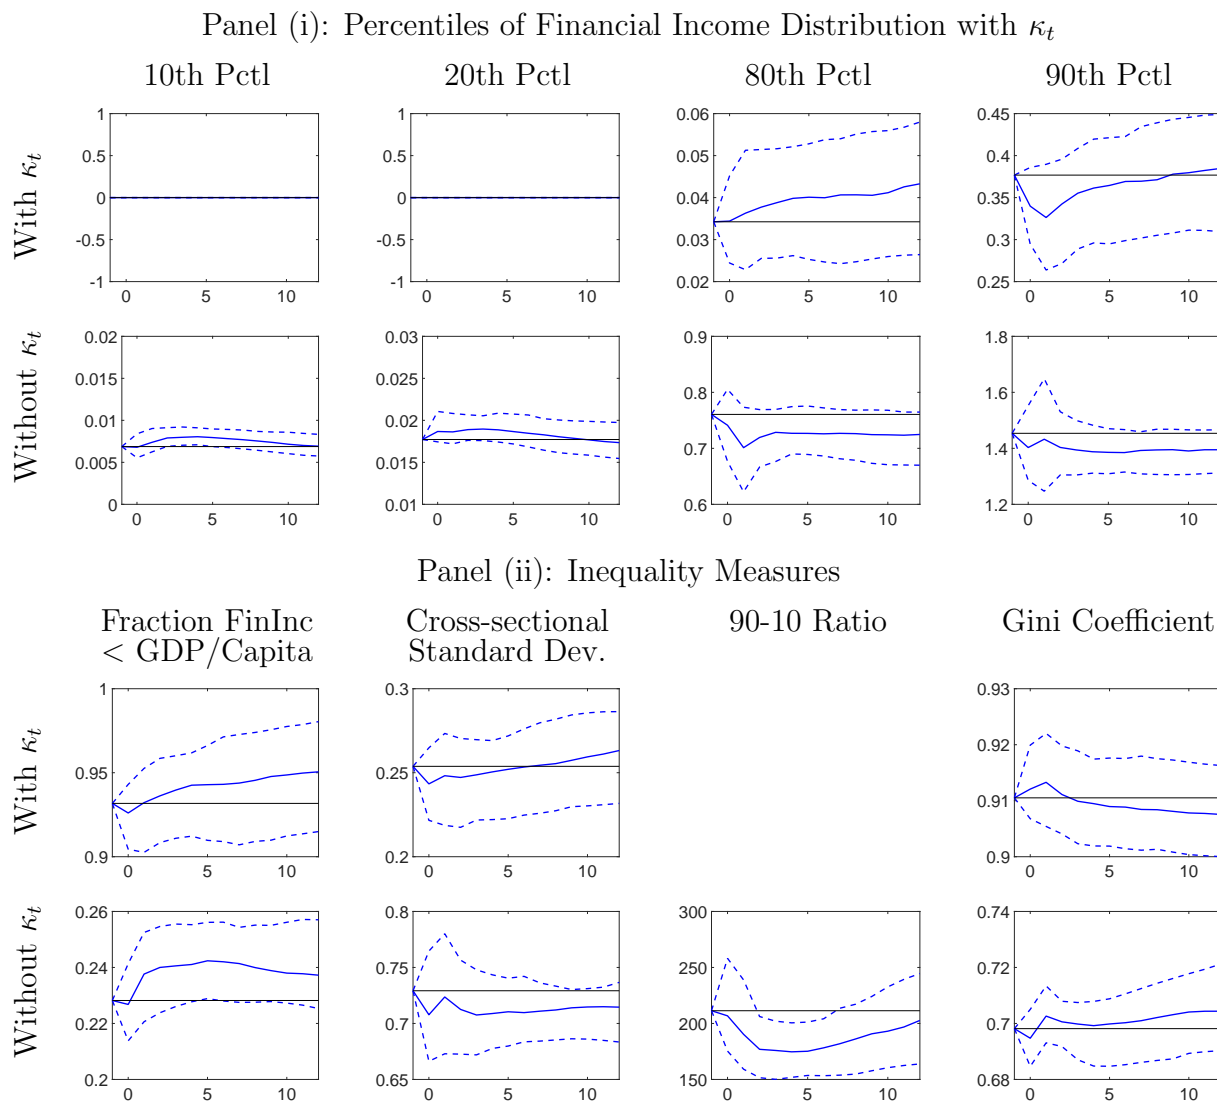 Panel (i): Percentiles of Financial Income Distribution with κt
10th Pctl 20th Pctl 80th Pctl 90th Pctl
With κt
1
0.5
0
-0.5
-1
0 5 10
1
0.5
0
-0.5
-1
0 5 10
0.06
0.05
0.04
0.03
0.02
0 5 10
0.45
0.4
0.35
0.3
0.25
0 5 10
Without κt
0.02
0.015
0.01
0.005
0
0 5 10
0.03
0.025
0.02
0.015
0.01
0 5 10
0.9
0.8
0.7
0.6
0 5 10
1.8
1.6
1.4
1.2
0 5 10
Panel (ii): Inequality Measures
Fraction FinInc
< GDP/Capita
Cross-sectional
Standard Dev.
90-10 Ratio
Gini Coefficient
With κt
1
0.95
0.9
0 5 10
0.3
0.25
0.2
0 5 10
0.93
0.92
0.91
0.9
0 5 10
Without κt
0.26
0.24
0.22
0.2
0 5 10
0.8
0.75
0.7
0.65
0 5 10
300
250
200
150
0 5 10
0.74
0.72
0.7
0.68
0 5 10